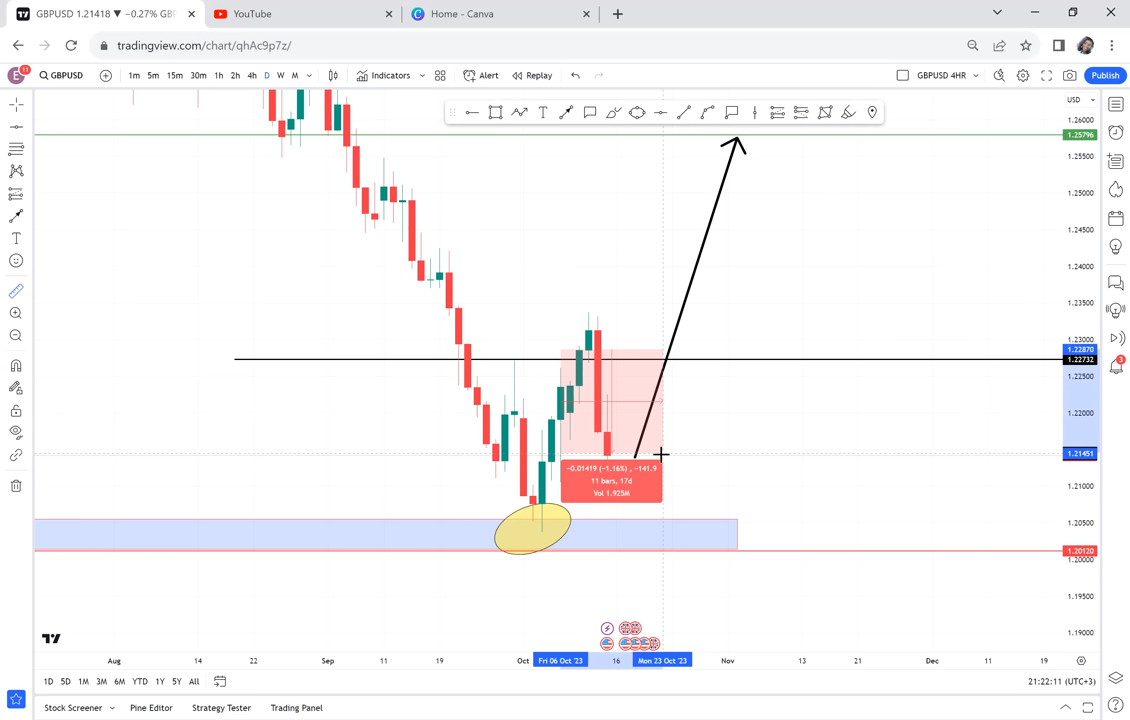 GBPUSD 1.21418 ▼ −0.27% GBP
YouTube
Home - Canva
tradingview.com/chart/qhAc9p7z/
E
11
GBPUSD
1m 5m 15m 30m 1h 2h 4h D W M
Indicators
Alert
Replay
GBPUSD 4HR
Publish
USD
1.26000
1.25796
1.25500
1.25000
1.24500
1.24000
1.23500
1.23000
1.22870
1.22732
1.22500
1.22000
1.21451
1.21000
1.20500
1.20120
1.20000
1.19500
1.19000
−0.01419 (−1.16%) , −141.9
11 bars, 17d
Vol 1.925M
3
Aug 14 22 Sep 11 19 Oct Fri 06 Oct '23 16 Mon 23 Oct '23 Nov 13 21 Dec 11 19
1D 5D 1M 3M 6M YTD 1Y 5Y All
21:22:11 (UTC+3)
Stock Screener
Pine Editor
Strategy Tester
Trading Panel